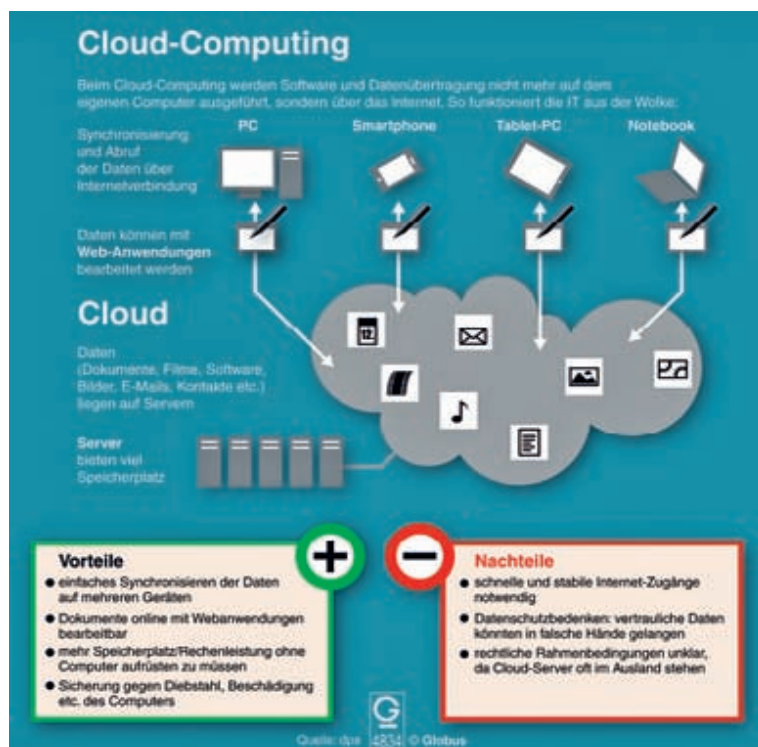 Cloud-Computing
Beim Cloud-Computing werden Software und Datenübertragung nicht mehr auf dem
eigenen Computer ausgeführt, sondern über das Internet. So funktioniert die IT aus der Wolke:
PC
Smartphone
Tablet-PC
Notebook
Synchronisierung
und Abruf
der Daten über
Internetverbindung
Daten können mit
Web-Anwendungen
bearbeitet werden
12
Cloud
Daten
(Dokumente, Filme, Software,
Bilder, E-Mails, Kontakte etc.)
liegen auf Servern
Server
bieten viel
Speicherplatz
Vorteile
● einfaches Synchronisieren der Daten
auf mehreren Geräten
● Dokumente online mit Webanwendungen
bearbeitbar
● mehr Speicherplatz/Rechenleistung ohne
Computer aufrüsten zu müssen
● Sicherung gegen Diebstahl, Beschädigung
etc. des Computers
Nachteile
● schnelle und stabile Internet-Zugänge
notwendig
● Datenschutzbedenken: vertrauliche Daten
könnten in falsche Hände gelangen
● rechtliche Rahmenbedingungen unklar,
da Cloud-Server oft im Ausland stehen
G
Quelle: dpa 4834 © Globus